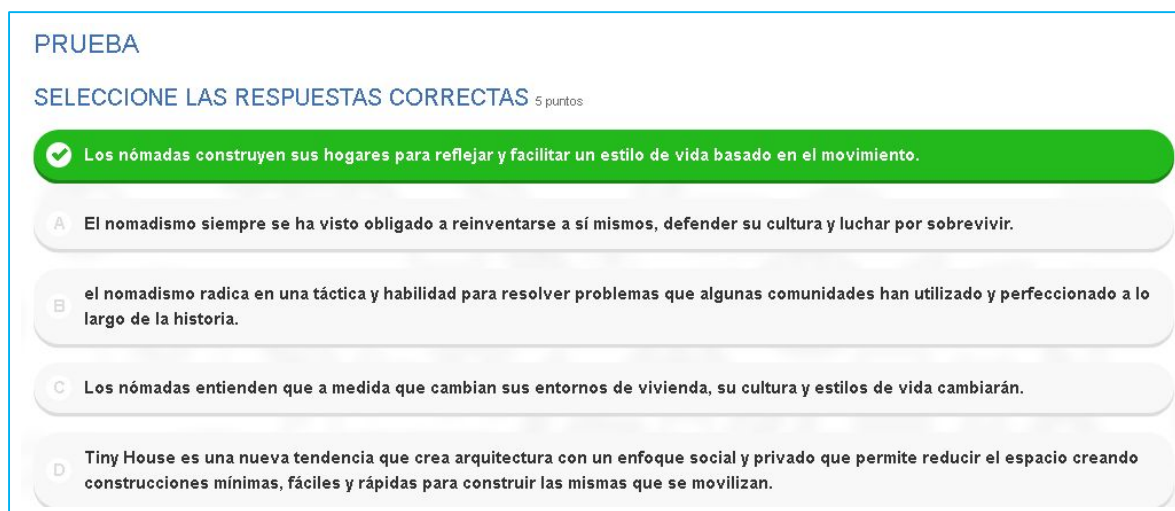 PRUEBA
SELECCIONE LAS RESPUESTAS CORRECTAS 5 puntos
Los nómadas construyen sus hogares para reflejar y facilitar un estilo de vida basado en el movimiento.
A El nomadismo siempre se ha visto obligado a reinventarse a sí mismos, defender su cultura y luchar por sobrevivir.
B el nomadismo radica en una táctica y habilidad para resolver problemas que algunas comunidades han utilizado y perfeccionado a lo
largo de la historia.
C Los nómadas entienden que a medida que cambian sus entornos de vivienda, su cultura y estilos de vida cambiarán.
D Tiny House es una nueva tendencia que crea arquitectura con un enfoque social y privado que permite reducir el espacio creando
construcciones mínimas, fáciles y rápidas para construir las mismas que se movilizan.